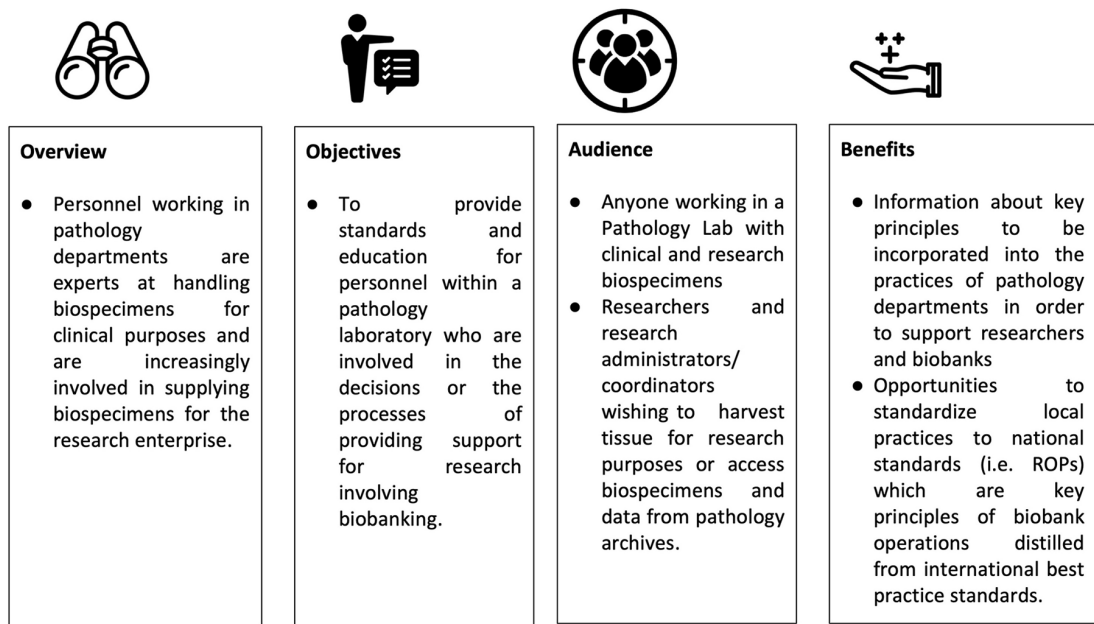 Overview
● Personnel working in
pathology
departments are
experts at handling
biospecimens for
clinical purposes and
are increasingly
involved in supplying
biospecimens for the
research enterprise.
Objectives
● To provide
standards and
education for
personnel within a
pathology
laboratory who are
involved in the
decisions or the
processes of
providing support
for research
involving
biobanking.
Audience
● Anyone working in a
Pathology Lab with
clinical and research
biospecimens
● Researchers and
research
administrators/
coordinators
wishing to harvest
tissue for research
purposes or access
biospecimens and
data from pathology
archives.
Benefits
● Information about key
principles to be
incorporated into the
practices of pathology
departments in order
to support researchers
and biobanks
● Opportunities to
standardize local
practices to national
standards (i.e. ROPs)
which are key
principles of biobank
operations distilled
from international best
practice standards.